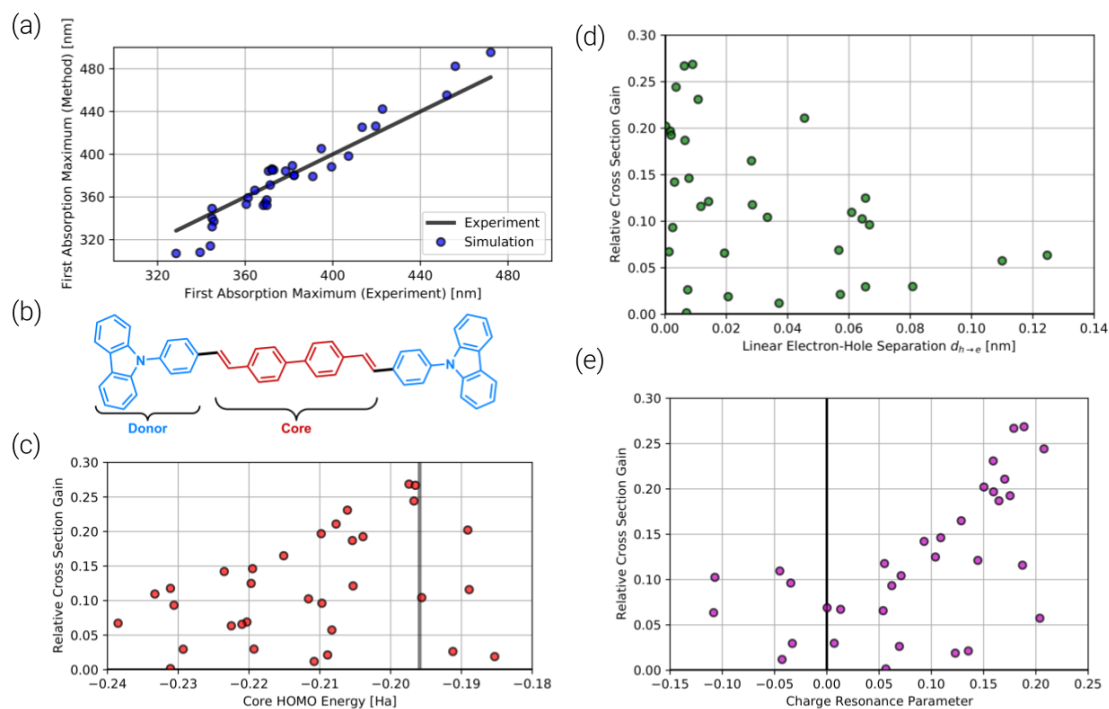 (a)
First Absorption Maximum (Method) [nm]
480
440
400
360
320
Experiment
Simulation
320
360
400
440
480
First Absorption Maximum (Experiment) [nm]
(b)
N
N
Donor
Core
(c)
Relative Cross Section Gain
0.30
0.25
0.20
0.15
0.10
0.05
0.00
−0.24
−0.23
−0.22
−0.21
−0.20
−0.19
−0.18
Core HOMO Energy [Ha]
(d)
Relative Cross Section Gain
0.30
0.25
0.20
0.15
0.10
0.05
0.00
0.00
0.02
0.04
0.06
0.08
0.10
0.12
0.14
Linear Electron-Hole Separation d_{h→e} [nm]
(e)
Relative Cross Section Gain
0.30
0.25
0.20
0.15
0.10
0.05
0.00
−0.15
−0.10
−0.05
0.00
0.05
0.10
0.15
0.20
0.25
Charge Resonance Parameter